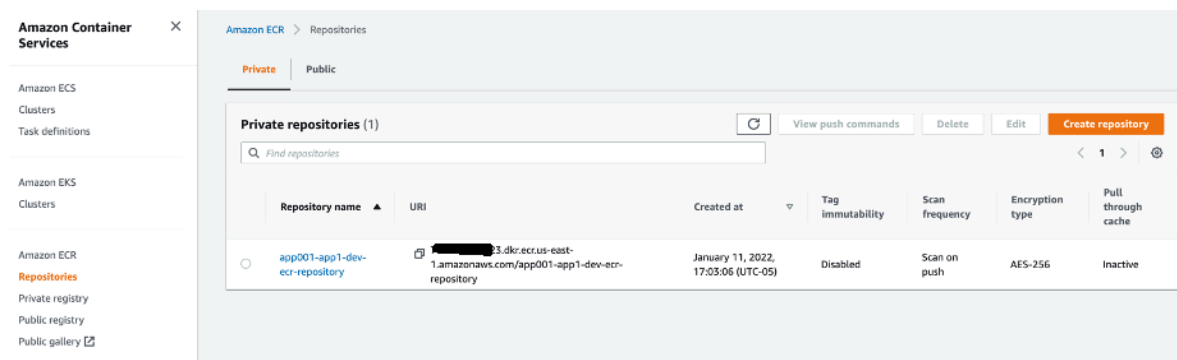 Amazon Container
Services
Amazon ECS
Clusters
Task definitions
Amazon EKS
Clusters
Amazon ECR
Repositories
Private registry
Public registry
Public gallery
Amazon ECR > Repositories
Private Public
Private repositories (1)
View push commands Delete Edit Create repository
Find repositories
1
Repository name URI Created at Tag immutability Scan frequency Encryption type Pull through cache
app001-app1-dev-
ecr-repository
3.dkr.ecr.us-east-
1.amazonaws.com/app001-app1-dev-ecr-
repository
January 11, 2022,
17:03:06 (UTC-05)
Disabled
Scan on
push
AES-256
Inactive